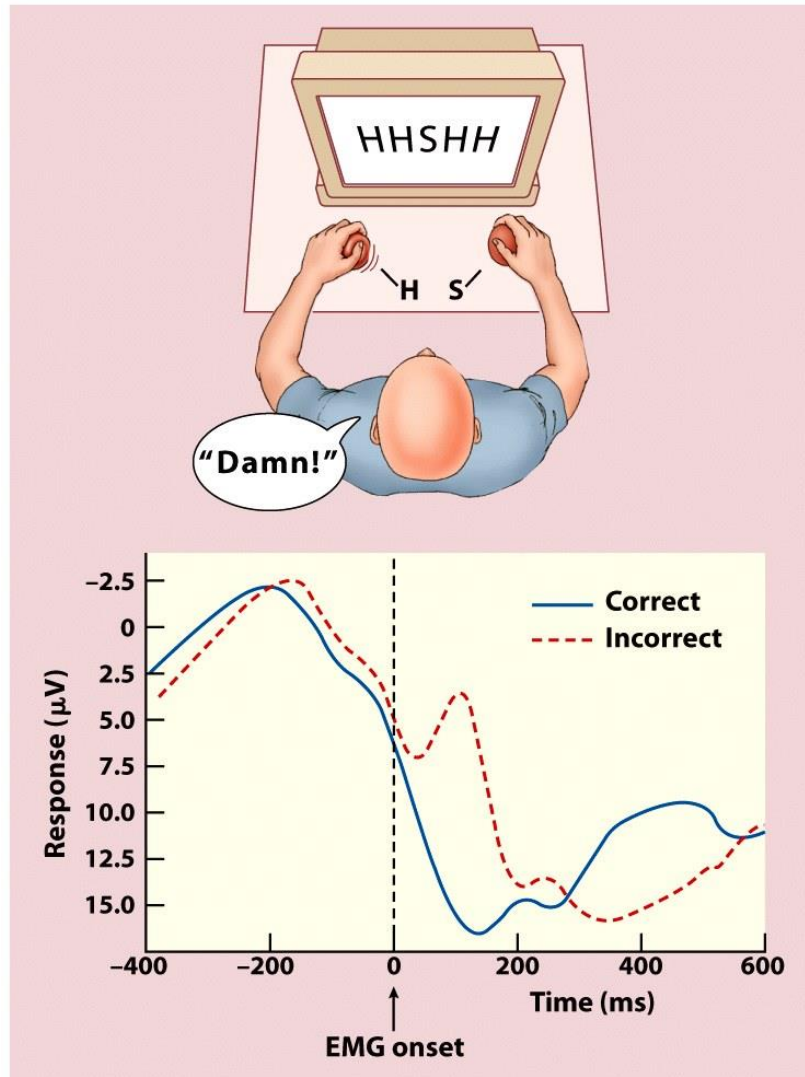 HHSHH
H S
“Damn!”
–2.5
0
2.5
5.0
7.5
10.0
12.5
15.0
Response (μV)
Correct
Incorrect
–400 –200 0 200 400 600
Time (ms)
EMG onset